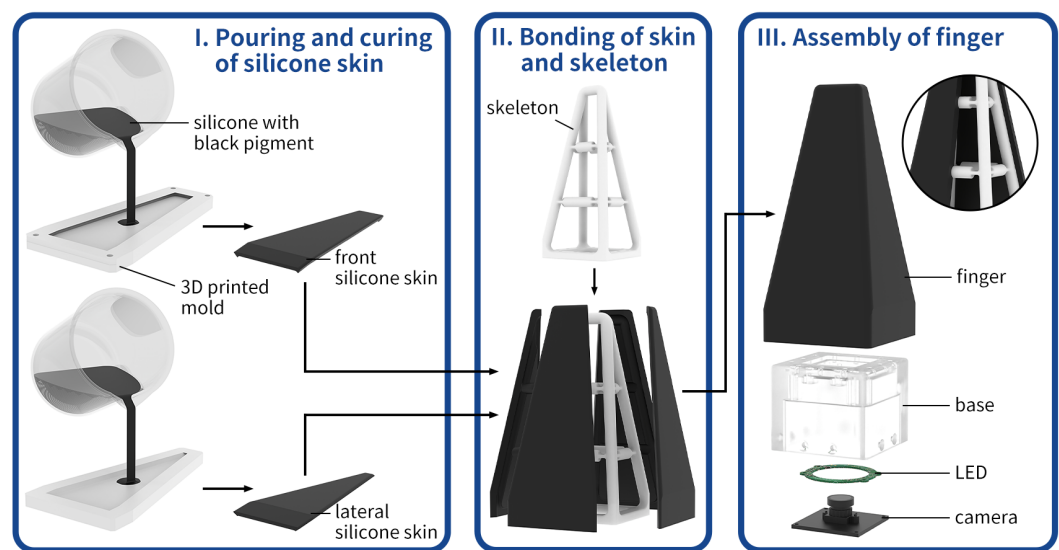 I. Pouring and curing
of silicone skin
silicone with
black pigment
front
silicone skin
3D printed
mold
lateral
silicone skin
II. Bonding of skin
and skeleton
skeleton
III. Assembly of finger
finger
base
LED
camera